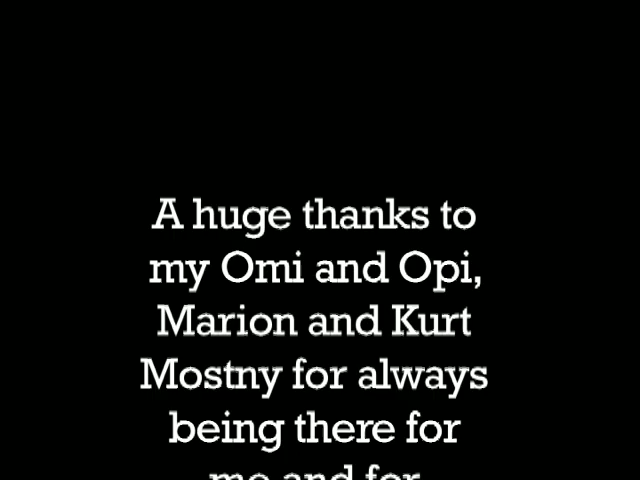 A huge thanks to
my Omi and Opi,
Marion and Kurt
Mostny for always
being there for
me and for